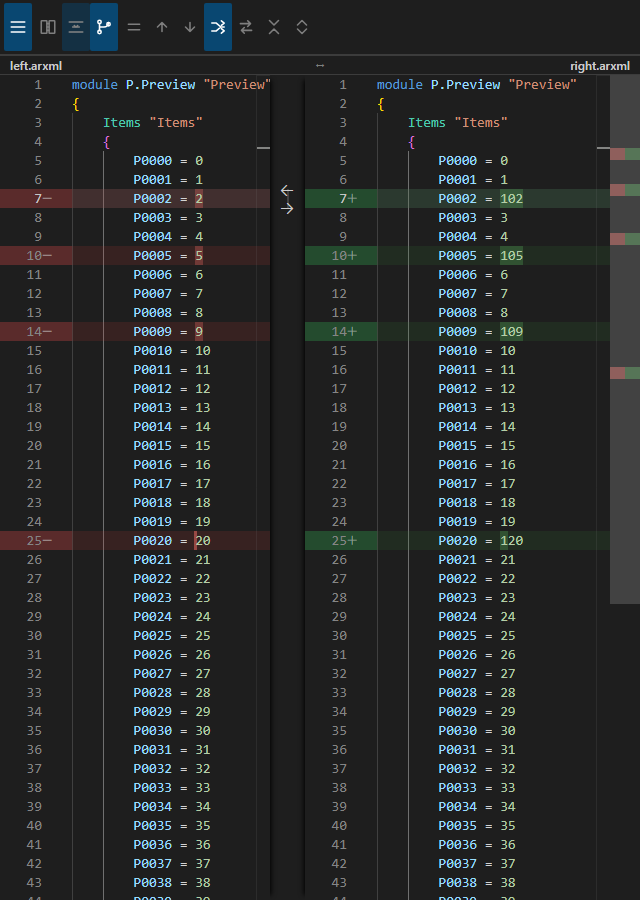 left.arxml ↔ right.arxml
1 module P.Preview "Preview"
2 {
3 Items "Items"
4 {
5 P0000 = 0
6 P0001 = 1
7− P0002 = 2
8 P0003 = 3
9 P0004 = 4
10− P0005 = 5
11 P0006 = 6
12 P0007 = 7
13 P0008 = 8
14− P0009 = 9
15 P0010 = 10
16 P0011 = 11
17 P0012 = 12
18 P0013 = 13
19 P0014 = 14
20 P0015 = 15
21 P0016 = 16
22 P0017 = 17
23 P0018 = 18
24 P0019 = 19
25− P0020 = 20
26 P0021 = 21
27 P0022 = 22
28 P0023 = 23
29 P0024 = 24
30 P0025 = 25
31 P0026 = 26
32 P0027 = 27
33 P0028 = 28
34 P0029 = 29
35 P0030 = 30
36 P0031 = 31
37 P0032 = 32
38 P0033 = 33
39 P0034 = 34
40 P0035 = 35
41 P0036 = 36
42 P0037 = 37
43 P0038 = 38
1 module P.Preview "Preview"
2 {
3 Items "Items"
4 {
5 P0000 = 0
6 P0001 = 1
7+ P0002 = 102
8 P0003 = 3
9 P0004 = 4
10+ P0005 = 105
11 P0006 = 6
12 P0007 = 7
13 P0008 = 8
14+ P0009 = 109
15 P0010 = 10
16 P0011 = 11
17 P0012 = 12
18 P0013 = 13
19 P0014 = 14
20 P0015 = 15
21 P0016 = 16
22 P0017 = 17
23 P0018 = 18
24 P0019 = 19
25+ P0020 = 120
26 P0021 = 21
27 P0022 = 22
28 P0023 = 23
29 P0024 = 24
30 P0025 = 25
31 P0026 = 26
32 P0027 = 27
33 P0028 = 28
34 P0029 = 29
35 P0030 = 30
36 P0031 = 31
37 P0032 = 32
38 P0033 = 33
39 P0034 = 34
40 P0035 = 35
41 P0036 = 36
42 P0037 = 37
43 P0038 = 38